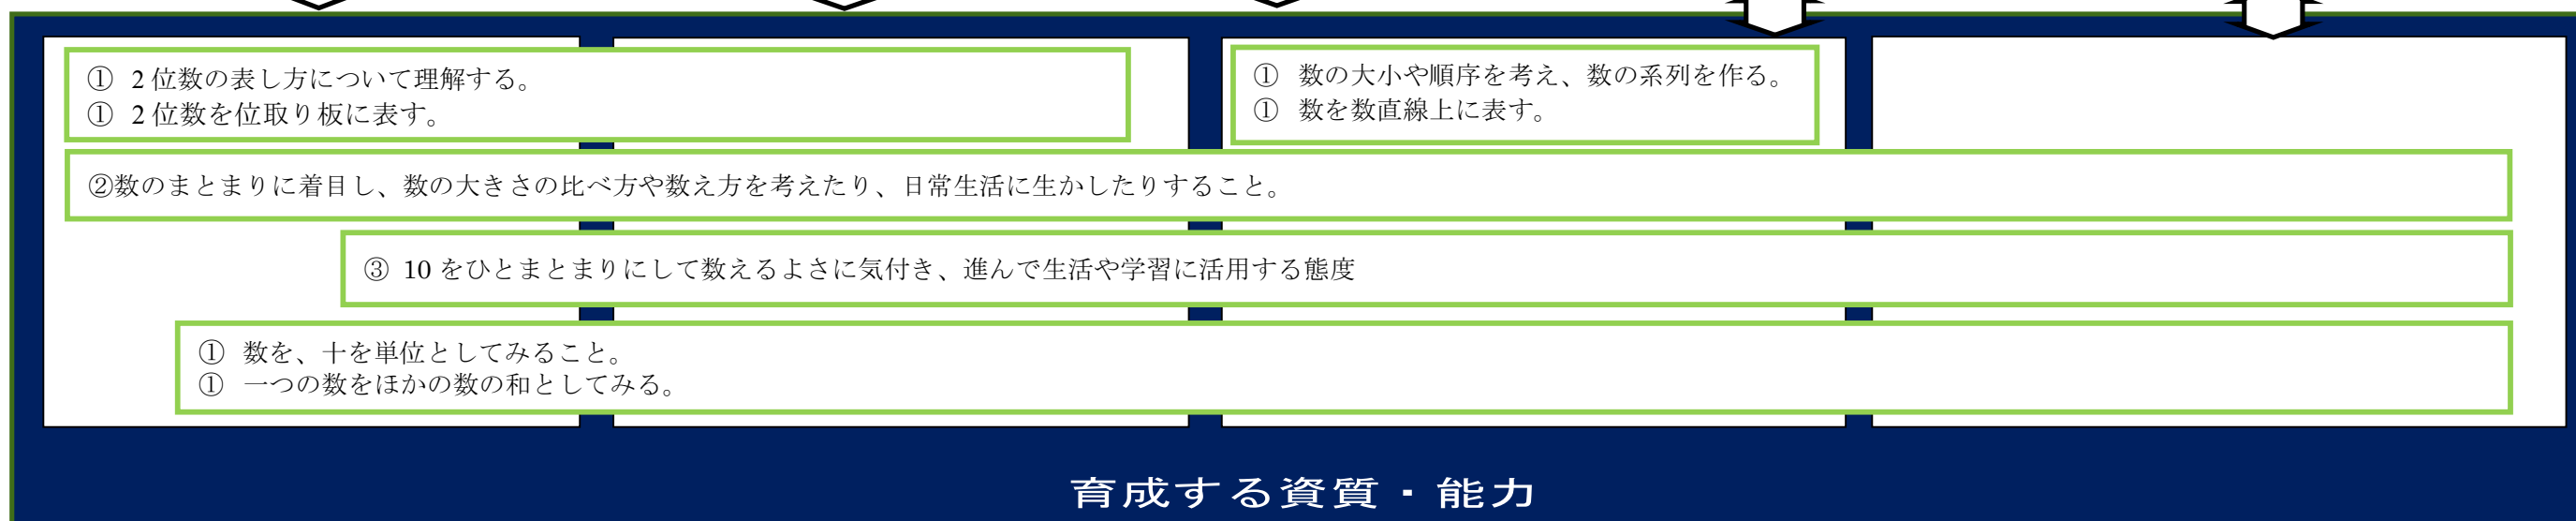 ① 2位数の表し方について理解する。
① 2位数を位取り板に表す。
① 数の大小や順序を考え、数の系列を作る。
① 数を数直線上に表す。
②数のまとまりに着目し、数の大きさの比べ方や数え方を考えたり、日常生活に生かしたりすること。
③ 10 をひとまとまりにして数えるよさに気付き、進んで生活や学習に活用する態度
① 数を、十を単位としてみること。
① 一つの数をほかの数の和としてみる。
育成する資質・能力